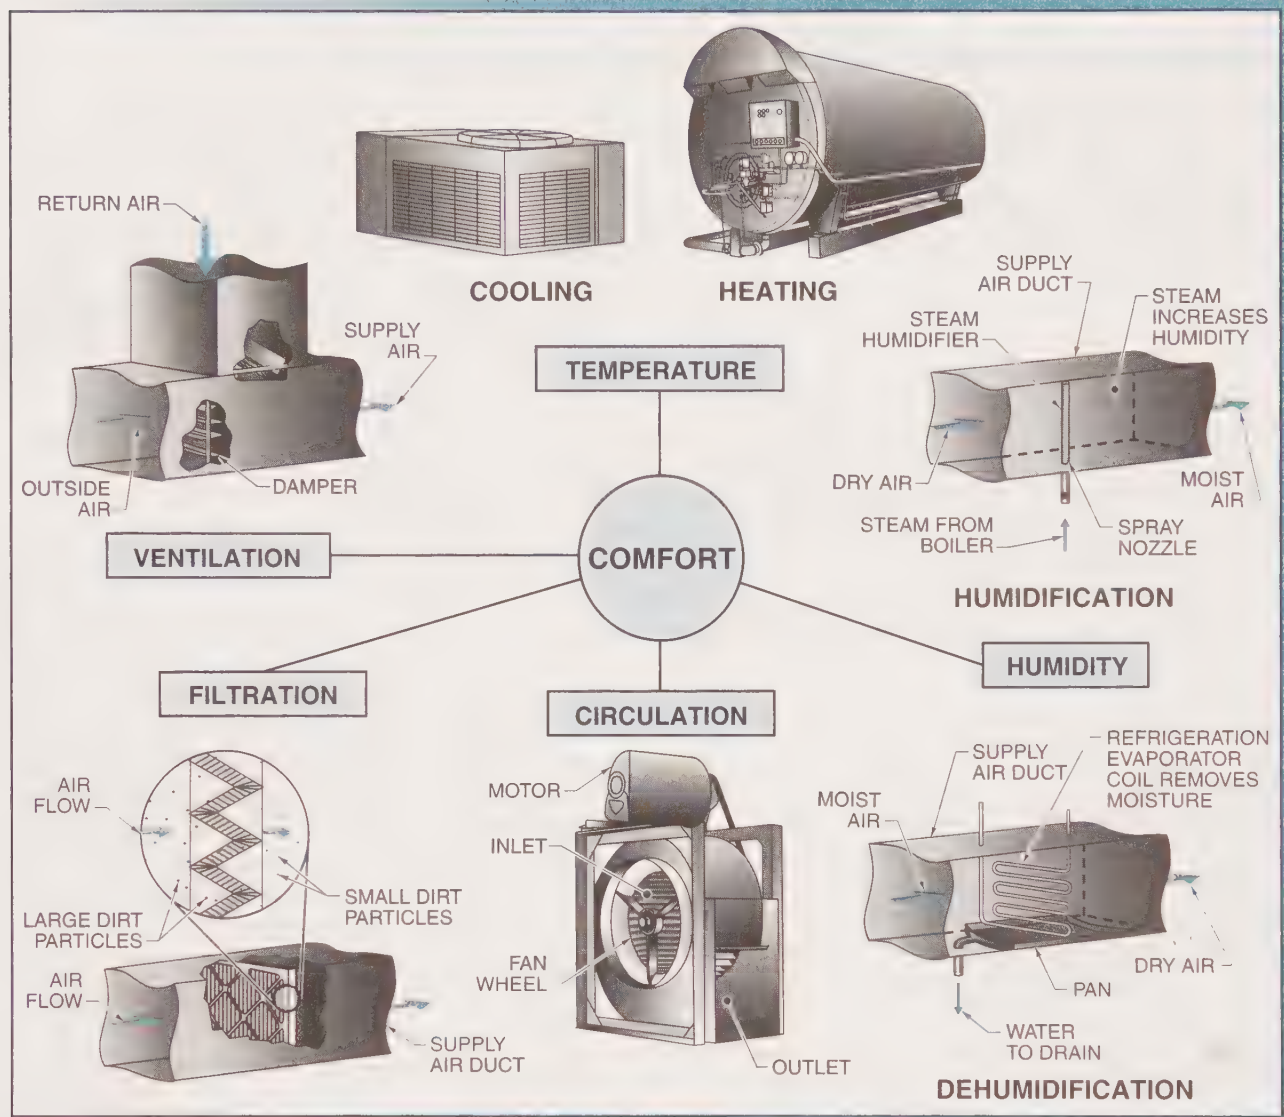 COOLING
HEATING
RETURN AIR
SUPPLY
AIR
OUTSIDE
AIR
DAMPER
VENTILATION
TEMPERATURE
SUPPLY
AIR DUCT
STEAM
HUMIDIFIER
STEAM
INCREASES
HUMIDITY
DRY AIR
MOIST
AIR
STEAM FROM
BOILER
SPRAY
NOZZLE
HUMIDIFICATION
COMFORT
FILTRATION
CIRCULATION
HUMIDITY
AIR
FLOW
LARGE DIRT
PARTICLES
SMALL DIRT
PARTICLES
AIR
FLOW
SUPPLY
AIR DUCT
MOTOR
INLET
FAN
WHEEL
OUTLET
SUPPLY
AIR DUCT
REFRIGERATION
EVAPORATOR
COIL REMOVES
MOISTURE
MOIST
AIR
DRY AIR
PAN
WATER
TO DRAIN
DEHUMIDIFICATION